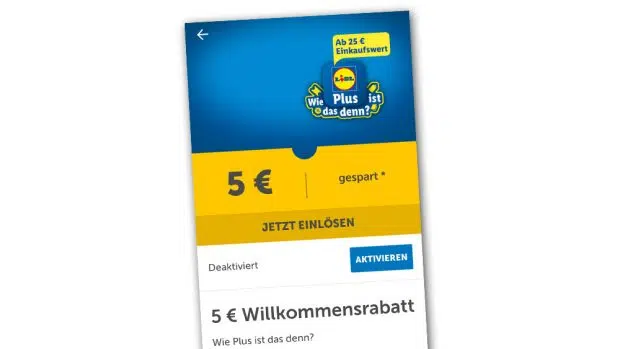 Ab 25 €
Einkaufswert
LIDL
Wie Plus ist
das denn?
5 €
gespart *
JETZT EINLÖSEN
Deaktiviert
AKTIVIEREN
5 € Willkommensrabatt
Wie Plus ist das denn?